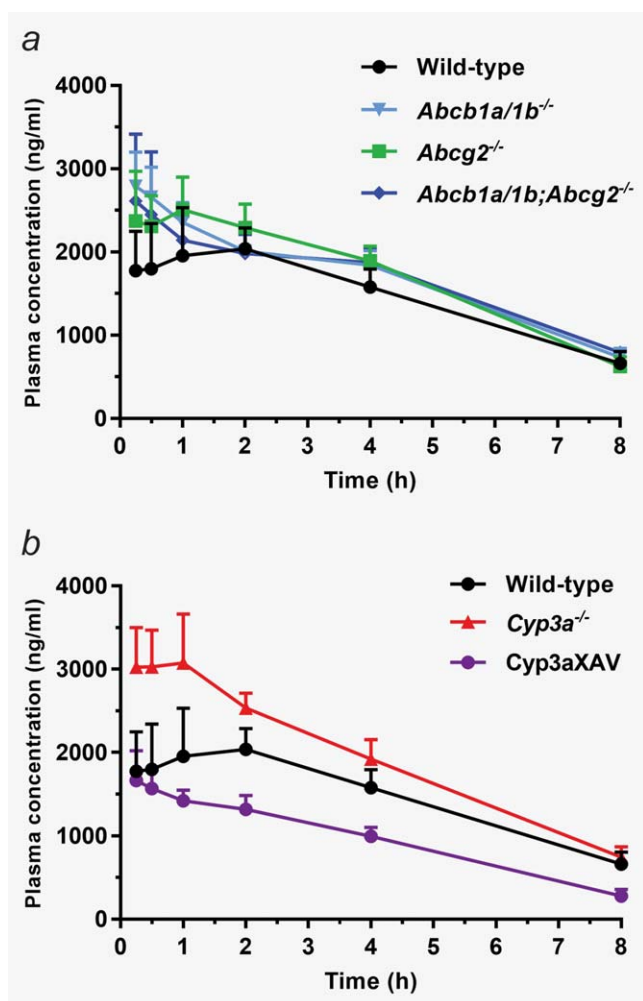 a
Plasma concentration (ng/ml)
4000
3000
2000
1000
0
Wild-type
Abcb1a/1b-/-
Abcg2-/-
Abcb1a/1b;Abcg2-/-
0 1 2 3 4 5 6 7 8
Time (h)
b
Plasma concentration (ng/ml)
4000
3000
2000
1000
0
Wild-type
Cyp3a-/-
Cyp3aXAV
0 1 2 3 4 5 6 7 8
Time (h)